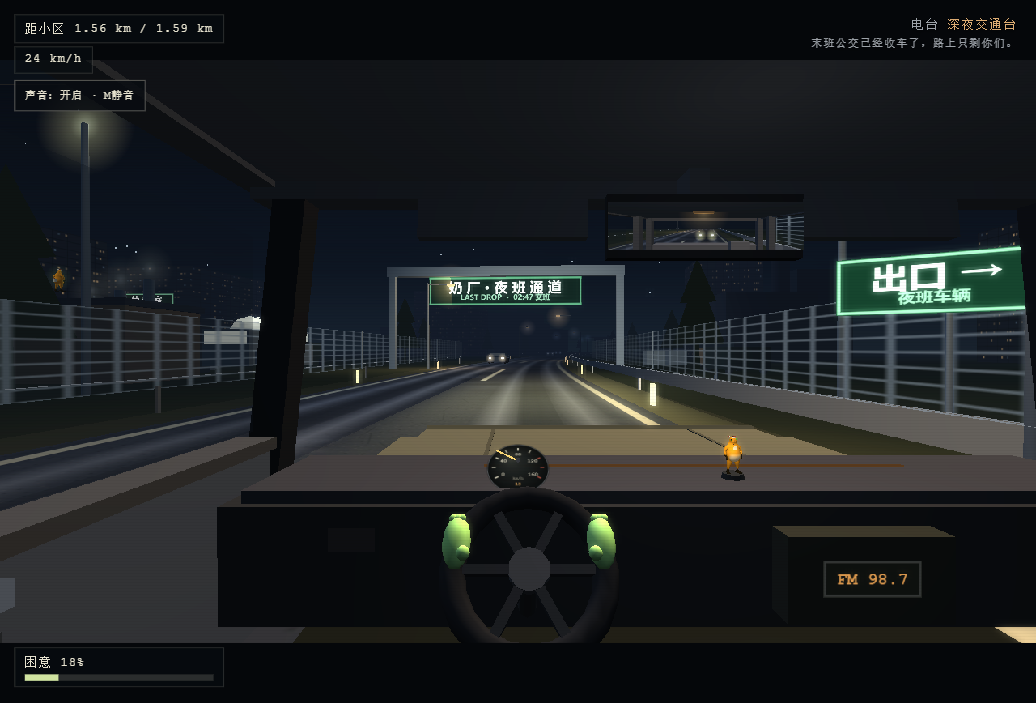 距小区 1.56 km / 1.59 km
24 km/h
声音: 开启 · M静音
电台 深夜交通台
末班公交已经收车了，路上只剩你们。
奶厂·夜班通道
LAST DROP · 02:47
出口 →
夜班车辆
FM 98.7
困意 18%